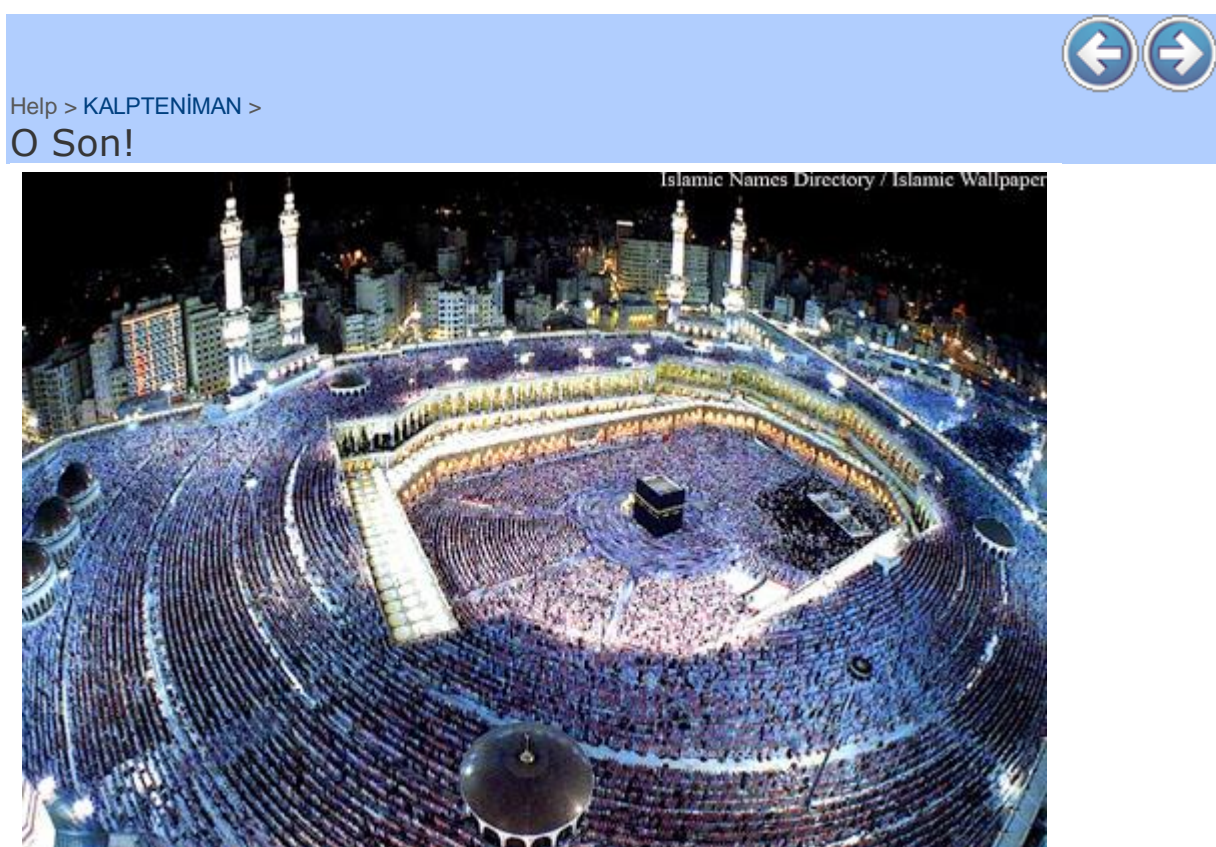 Help > KALPTENİMAN >
O Son!
Islamic Names Directory / Islamic Wallpaper